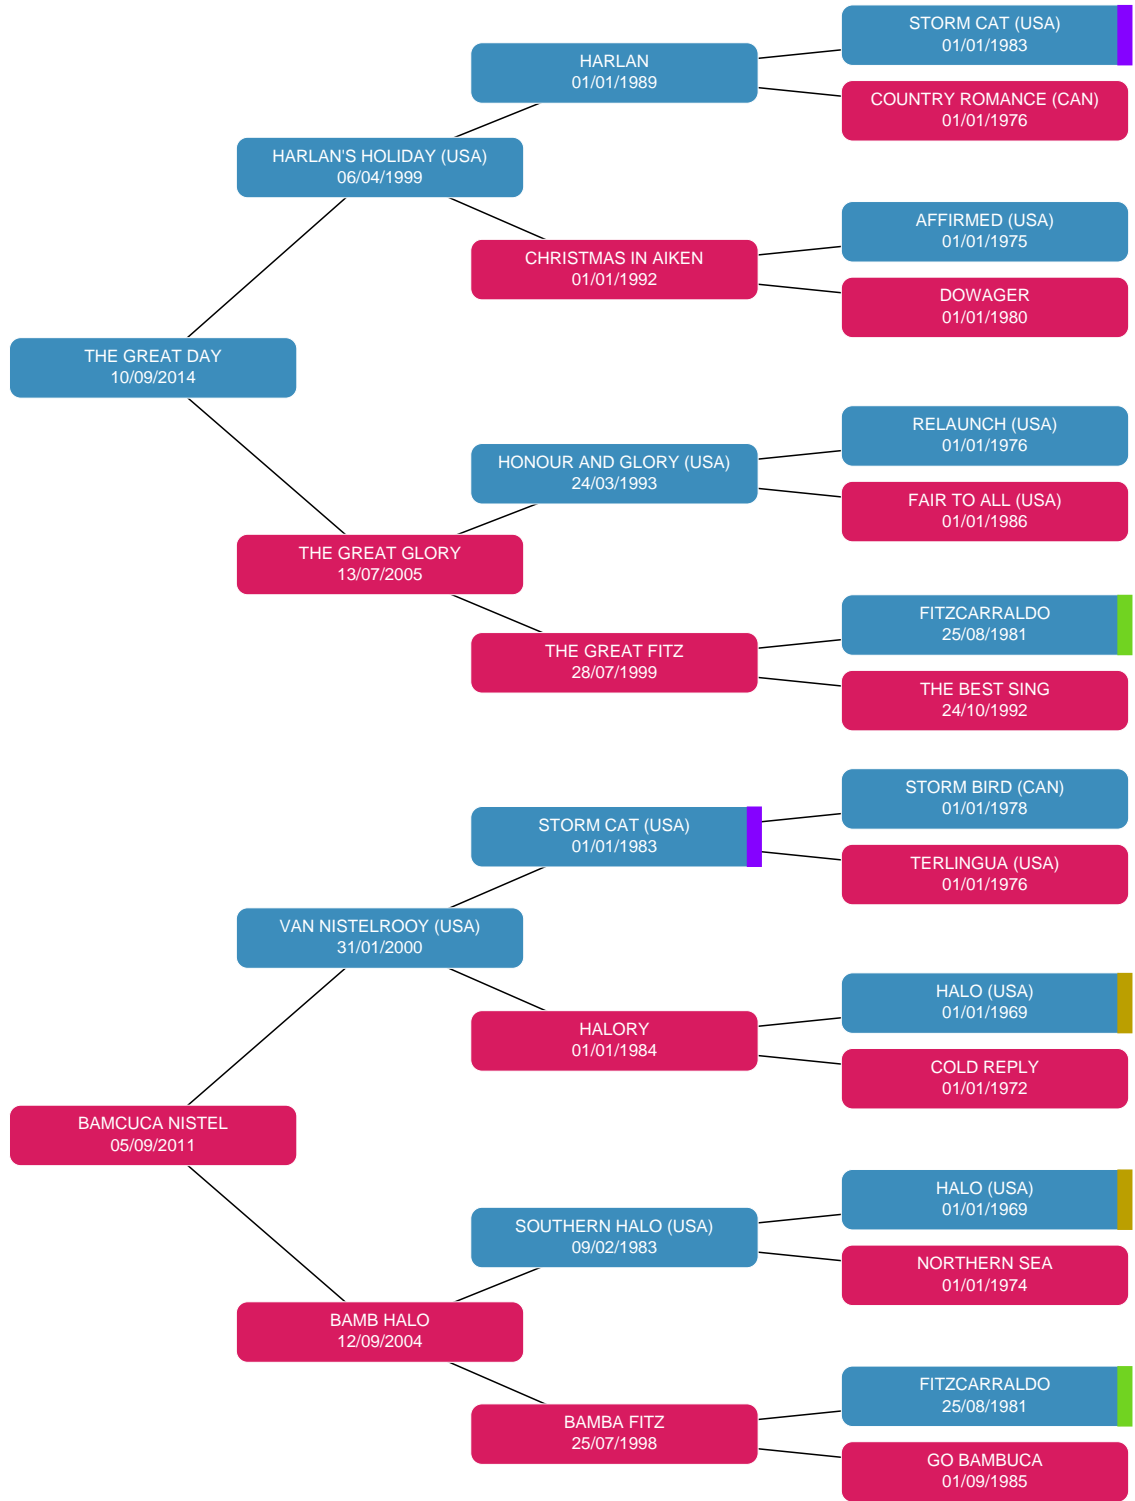 STORM CAT (USA)
01/01/1983
HARLAN
01/01/1989
COUNTRY ROMANCE (CAN)
01/01/1976
HARLAN'S HOLIDAY (USA)
06/04/1999
AFFIRMED (USA)
01/01/1975
CHRISTMAS IN AIKEN
01/01/1992
DOWAGER
01/01/1980
THE GREAT DAY
10/09/2014
RELAUNCH (USA)
01/01/1976
HONOUR AND GLORY (USA)
24/03/1993
FAIR TO ALL (USA)
01/01/1986
THE GREAT GLORY
13/07/2005
FITZCARRALDO
25/08/1981
THE GREAT FITZ
28/07/1999
THE BEST SING
24/10/1992
STORM BIRD (CAN)
01/01/1978
STORM CAT (USA)
01/01/1983
TERLINGUA (USA)
01/01/1976
VAN NISTELROOY (USA)
31/01/2000
HALO (USA)
01/01/1969
HALORY
01/01/1984
COLD REPLY
01/01/1972
BAMCUCA NISTEL
05/09/2011
HALO (USA)
01/01/1969
SOUTHERN HALO (USA)
09/02/1983
NORTHERN SEA
01/01/1974
BAMB HALO
12/09/2004
FITZCARRALDO
25/08/1981
BAMBA FITZ
25/07/1998
GO BAMBUCA
01/09/1985